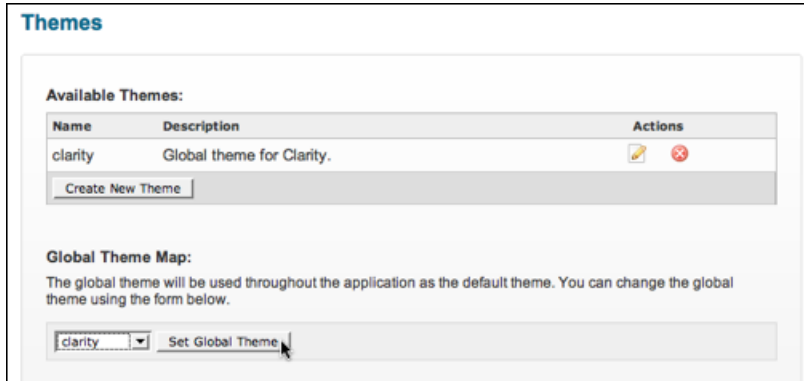 Themes
Available Themes:
Name Description Actions
clarity Global theme for Clarity.
Create New Theme
Global Theme Map:
The global theme will be used throughout the application as the default theme. You can change the global
theme using the form below.
clarity Set Global Theme